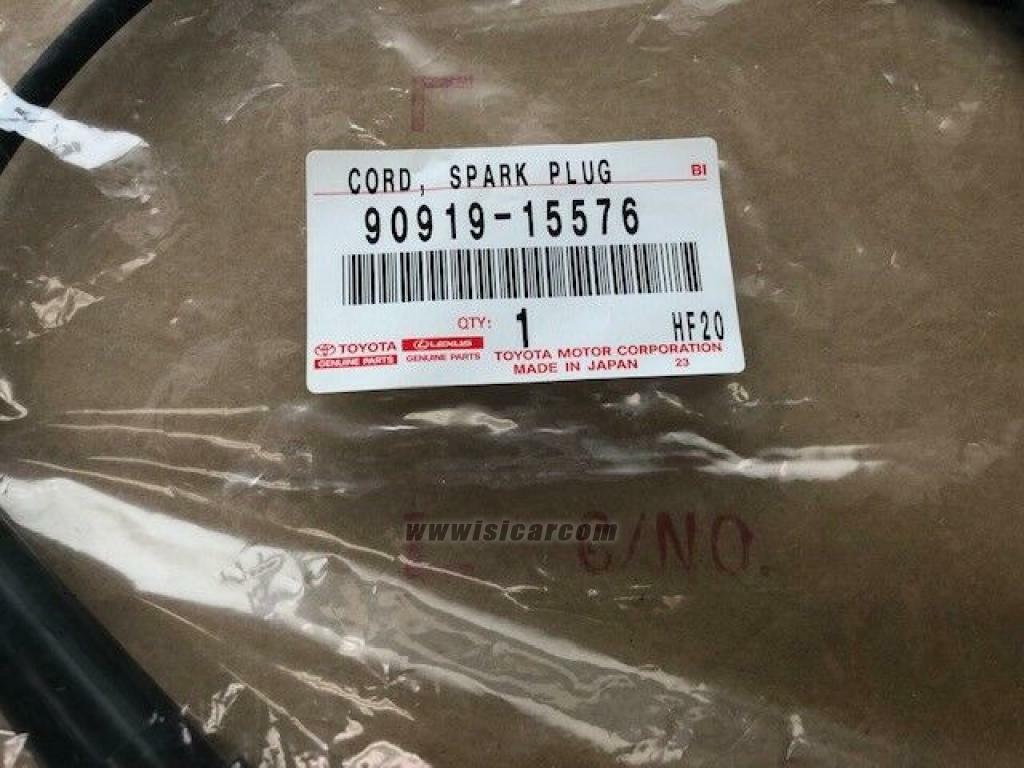 CORD, SPARK PLUG BI
90919-15576
QTY: 1 HF20
TOYOTA LEXUS TOYOTA MOTOR CORPORATION
GENUINE PARTS GENUINE PARTS MADE IN JAPAN 23
wwwisicarcom
C/NO.